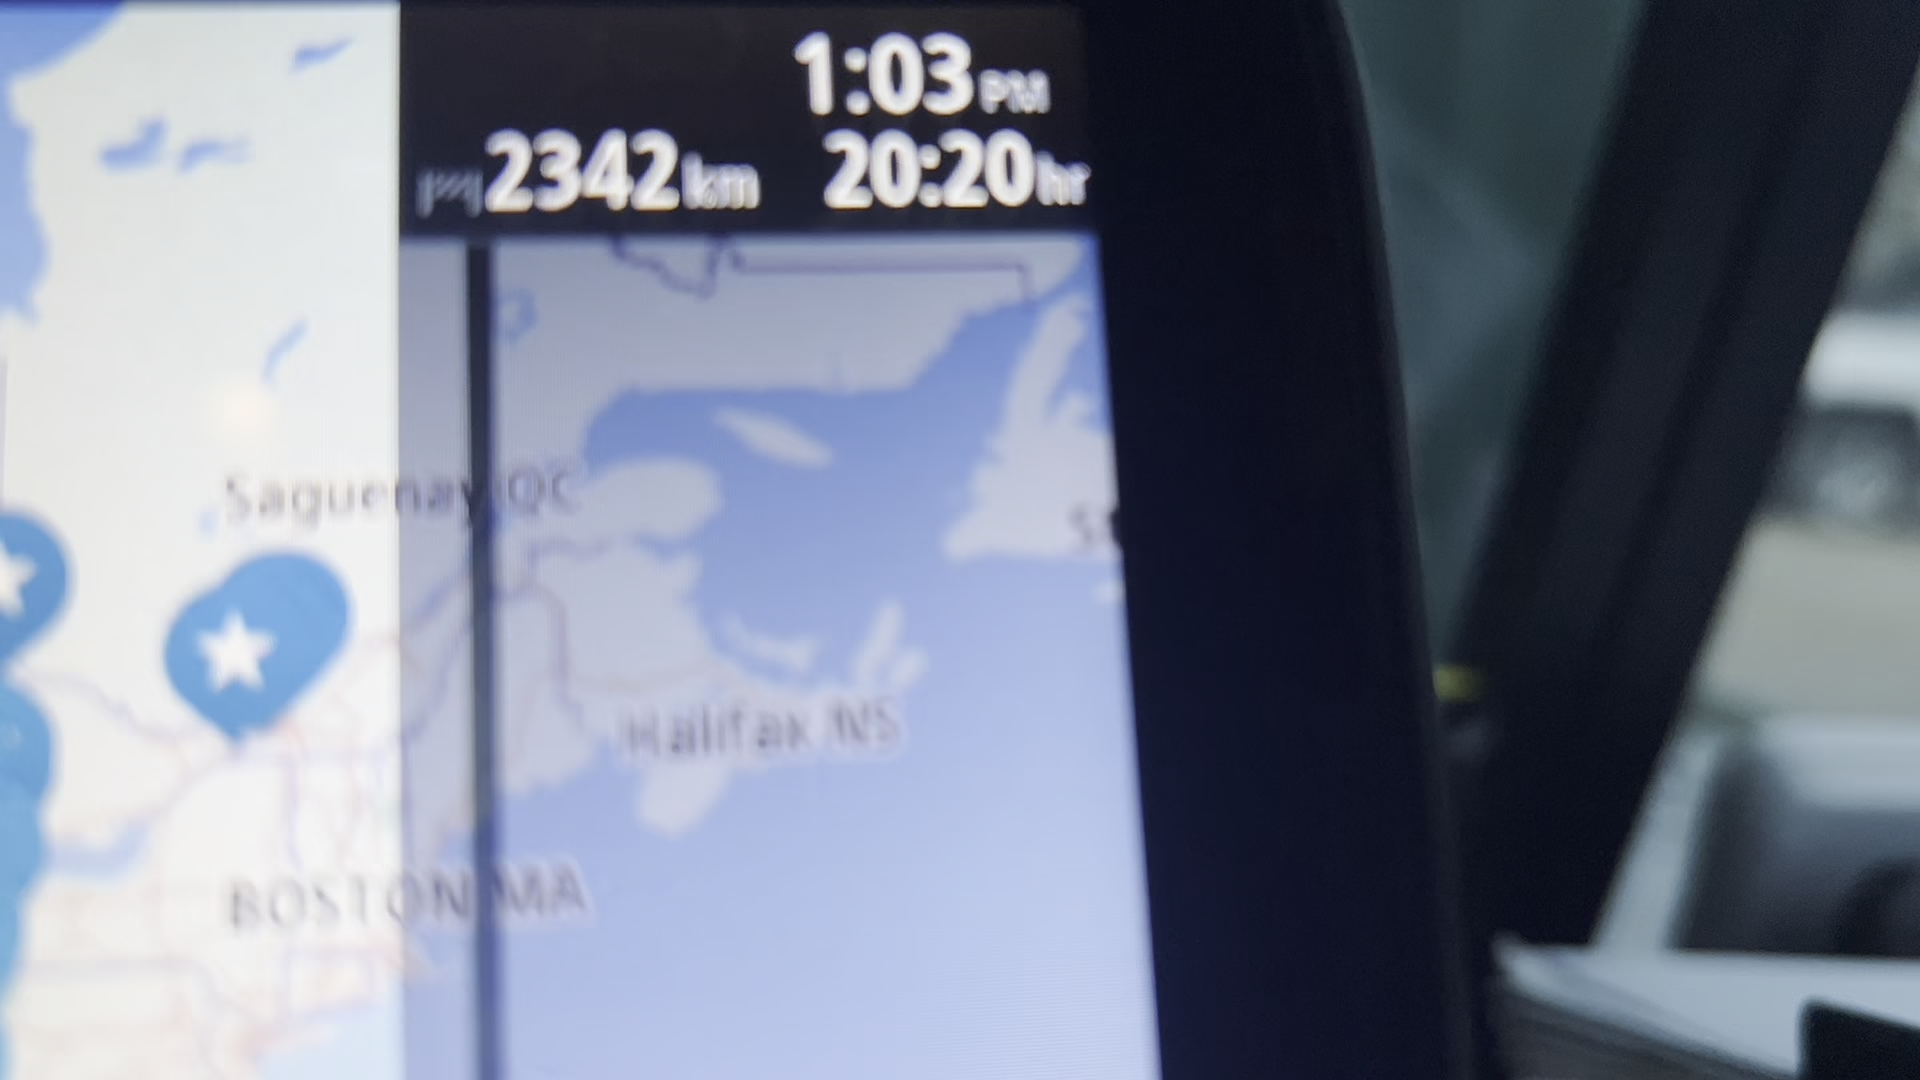 1:03 PM
2342 km 20:20 hr
Saguenay QC
Halifax NS
BOSTON MA